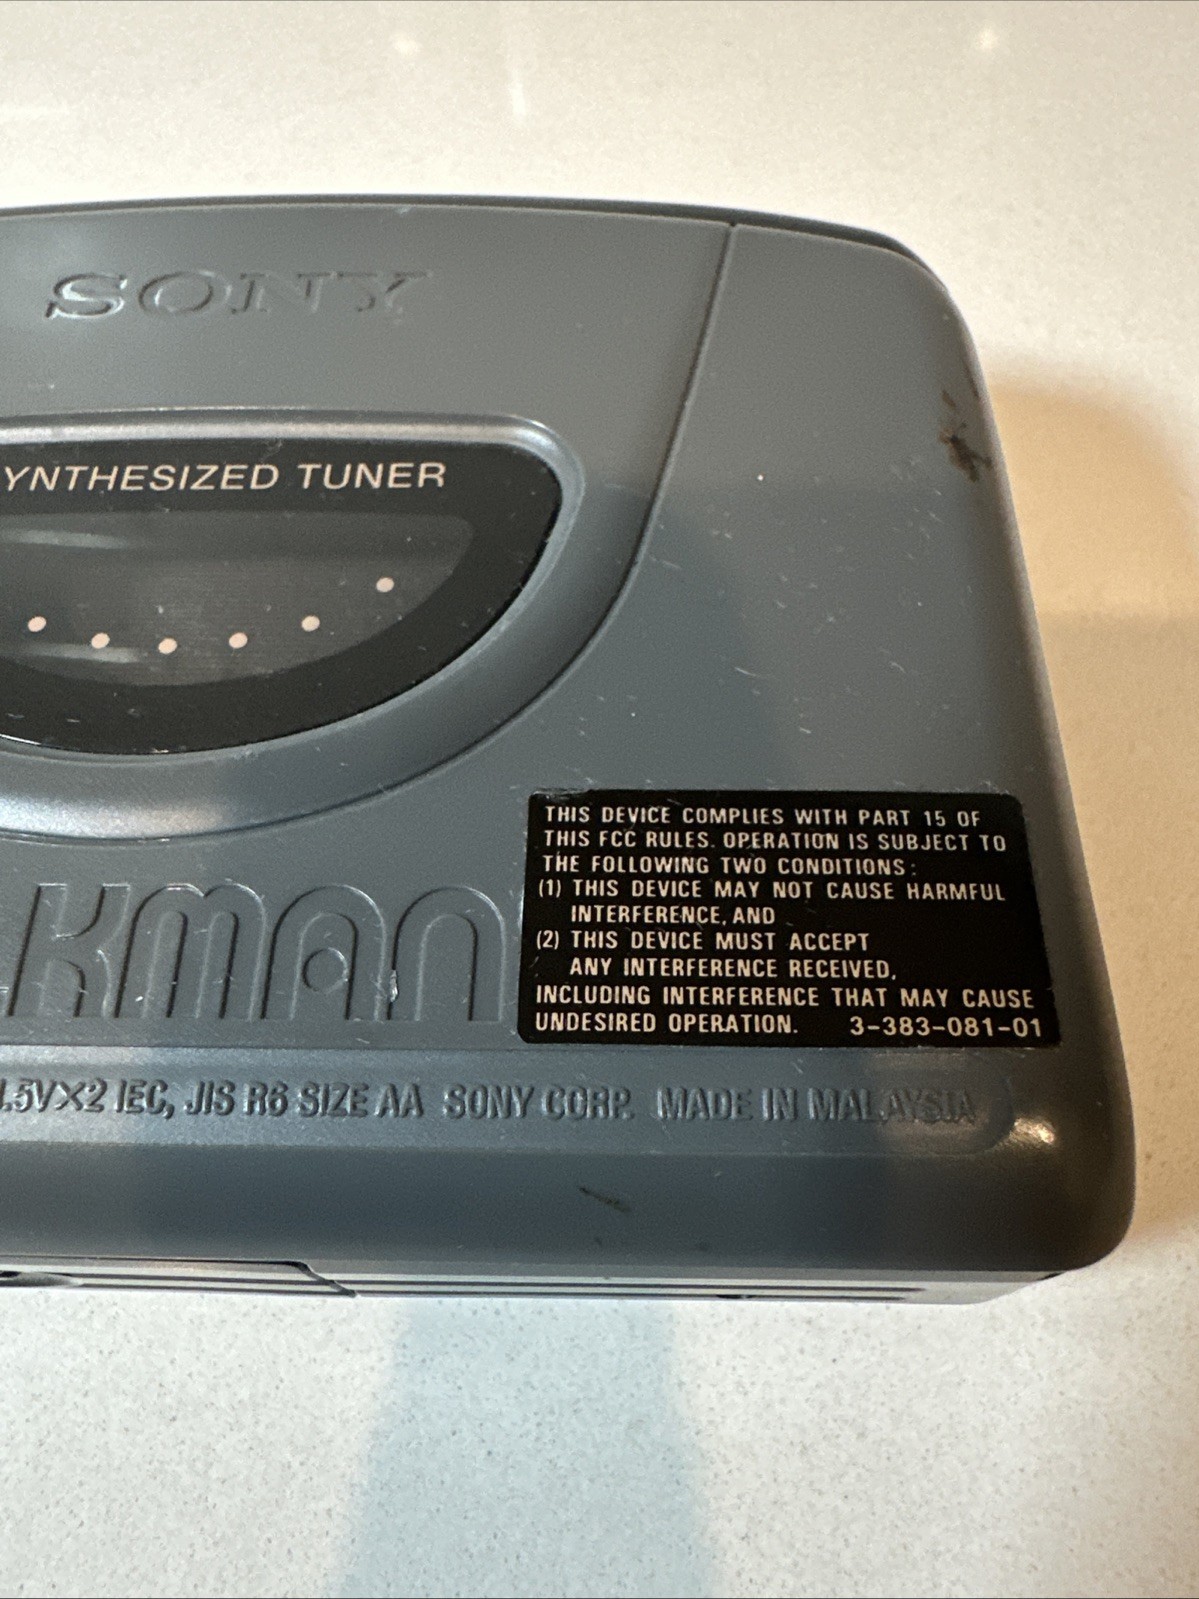 SONY
YNTHESIZED TUNER
KMAN
THIS DEVICE COMPLIES WITH PART 15 OF
THIS FCC RULES. OPERATION IS SUBJECT TO
THE FOLLOWING TWO CONDITIONS:
(1) THIS DEVICE MAY NOT CAUSE HARMFUL
INTERFERENCE, AND
(2) THIS DEVICE MUST ACCEPT
ANY INTERFERENCE RECEIVED,
INCLUDING INTERFERENCE THAT MAY CAUSE
UNDESIRED OPERATION. 3-383-081-01
.5V×2 IEC, JIS R6 SIZE AA SONY CORP. MADE IN MALAYSIA